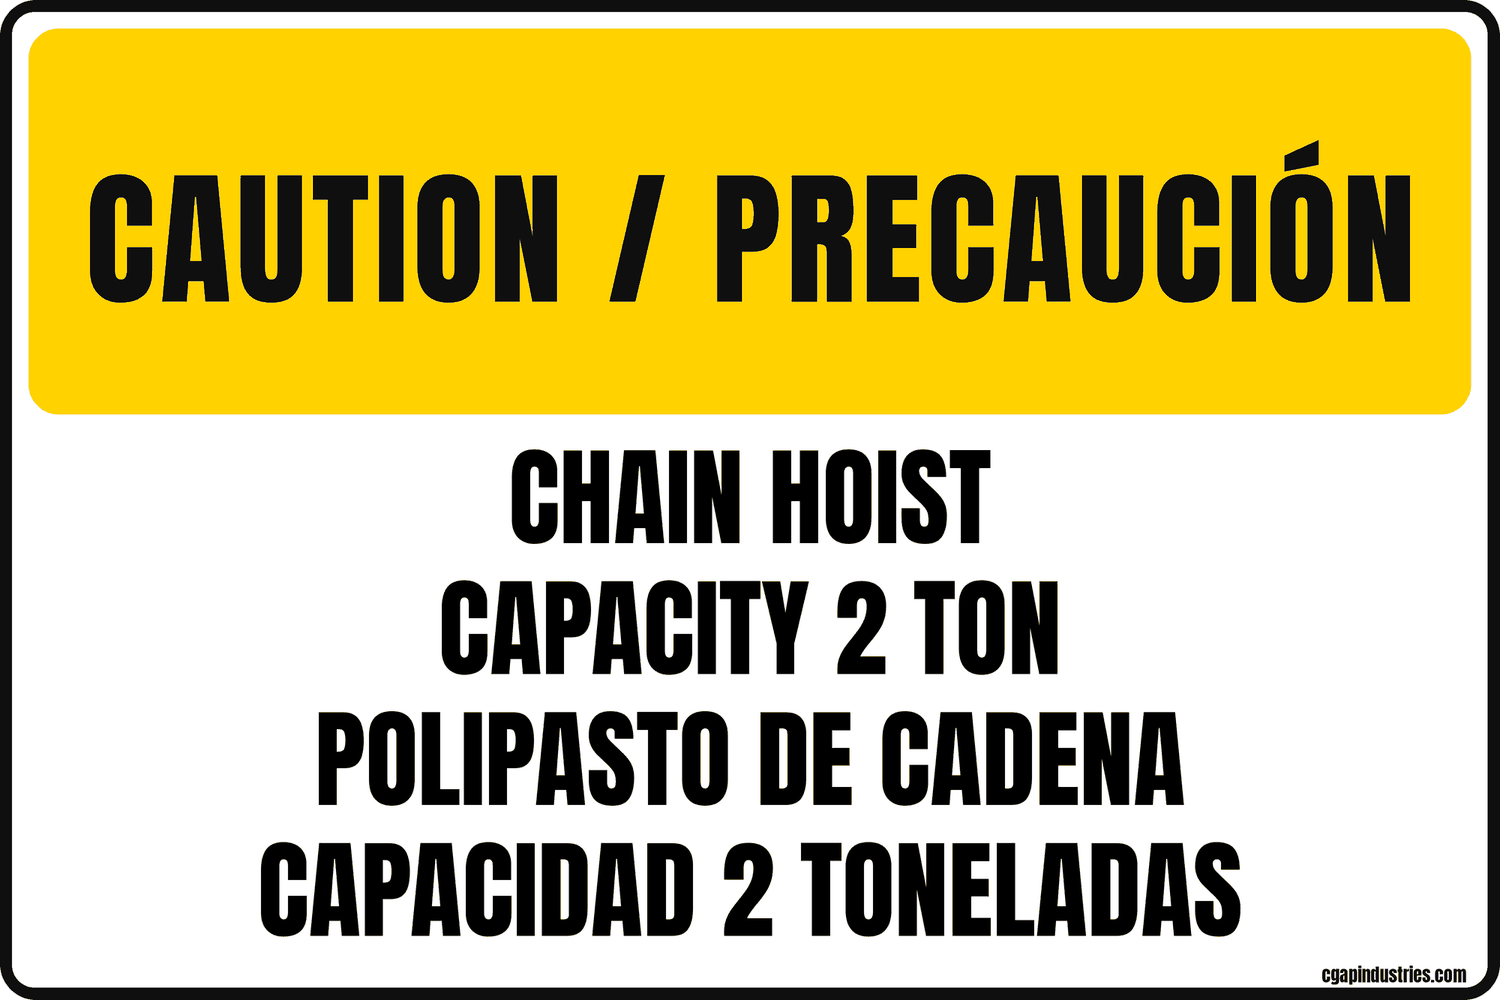 CAUTION / PRECAUCIÓN
CHAIN HOIST
CAPACITY 2 TON
POLIPASTO DE CADENA
CAPACIDAD 2 TONELADAS
cgapindustries.com